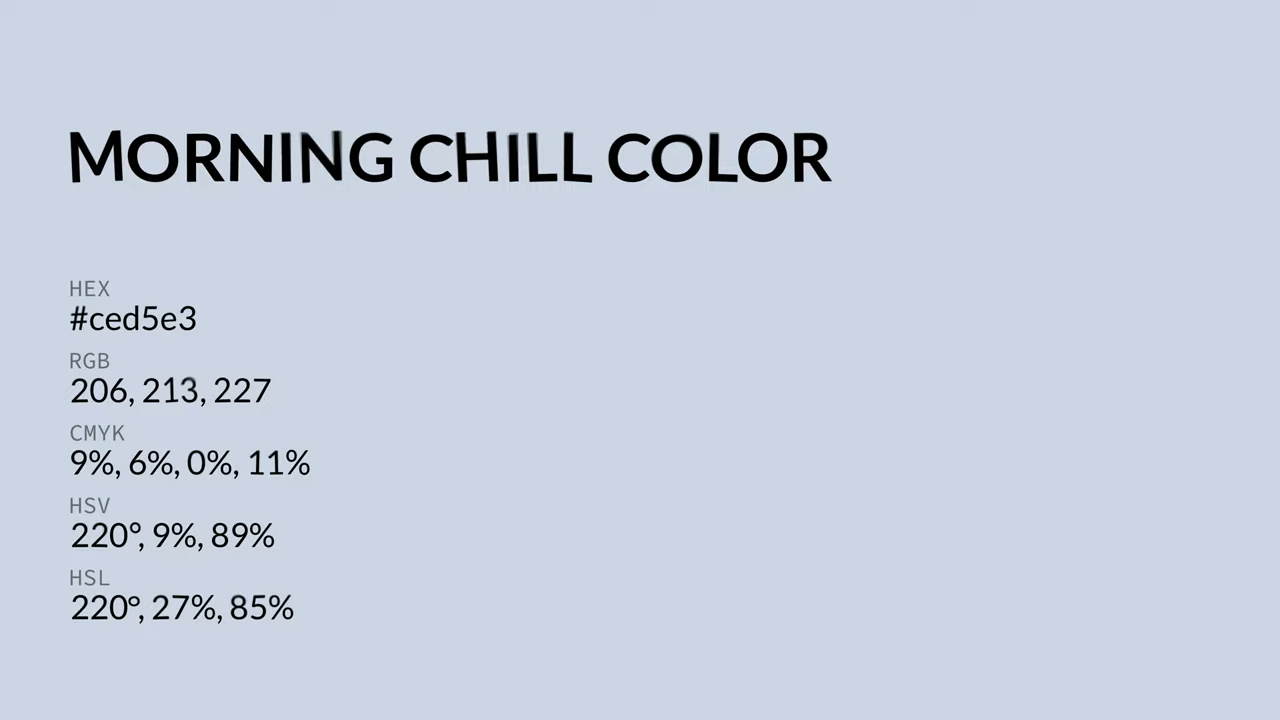 MORNING CHILL COLOR
HEX
#ced5e3
RGB
206, 213, 227
CMYK
9%, 6%, 0%, 11%
HSV
220°, 9%, 89%
HSL
220°, 27%, 85%